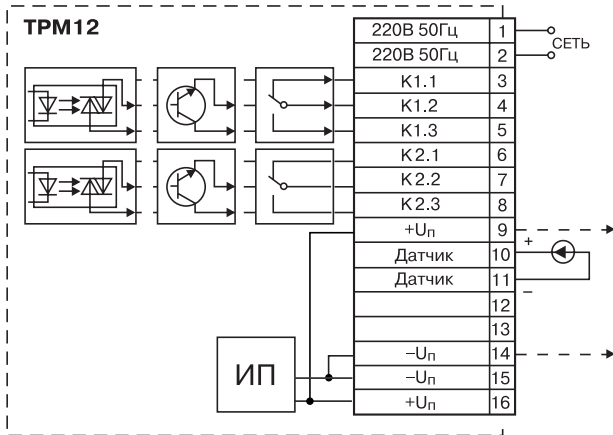 ТРМ12
220В 50Гц 1
220В 50Гц 2
СЕТЬ
К1.1 3
К1.2 4
К1.3 5
К2.1 6
К2.2 7
К2.3 8
+Uп 9
+
Датчик 10
Датчик 11
–
12
13
–Uп 14
ИП
–Uп 15
+Uп 16